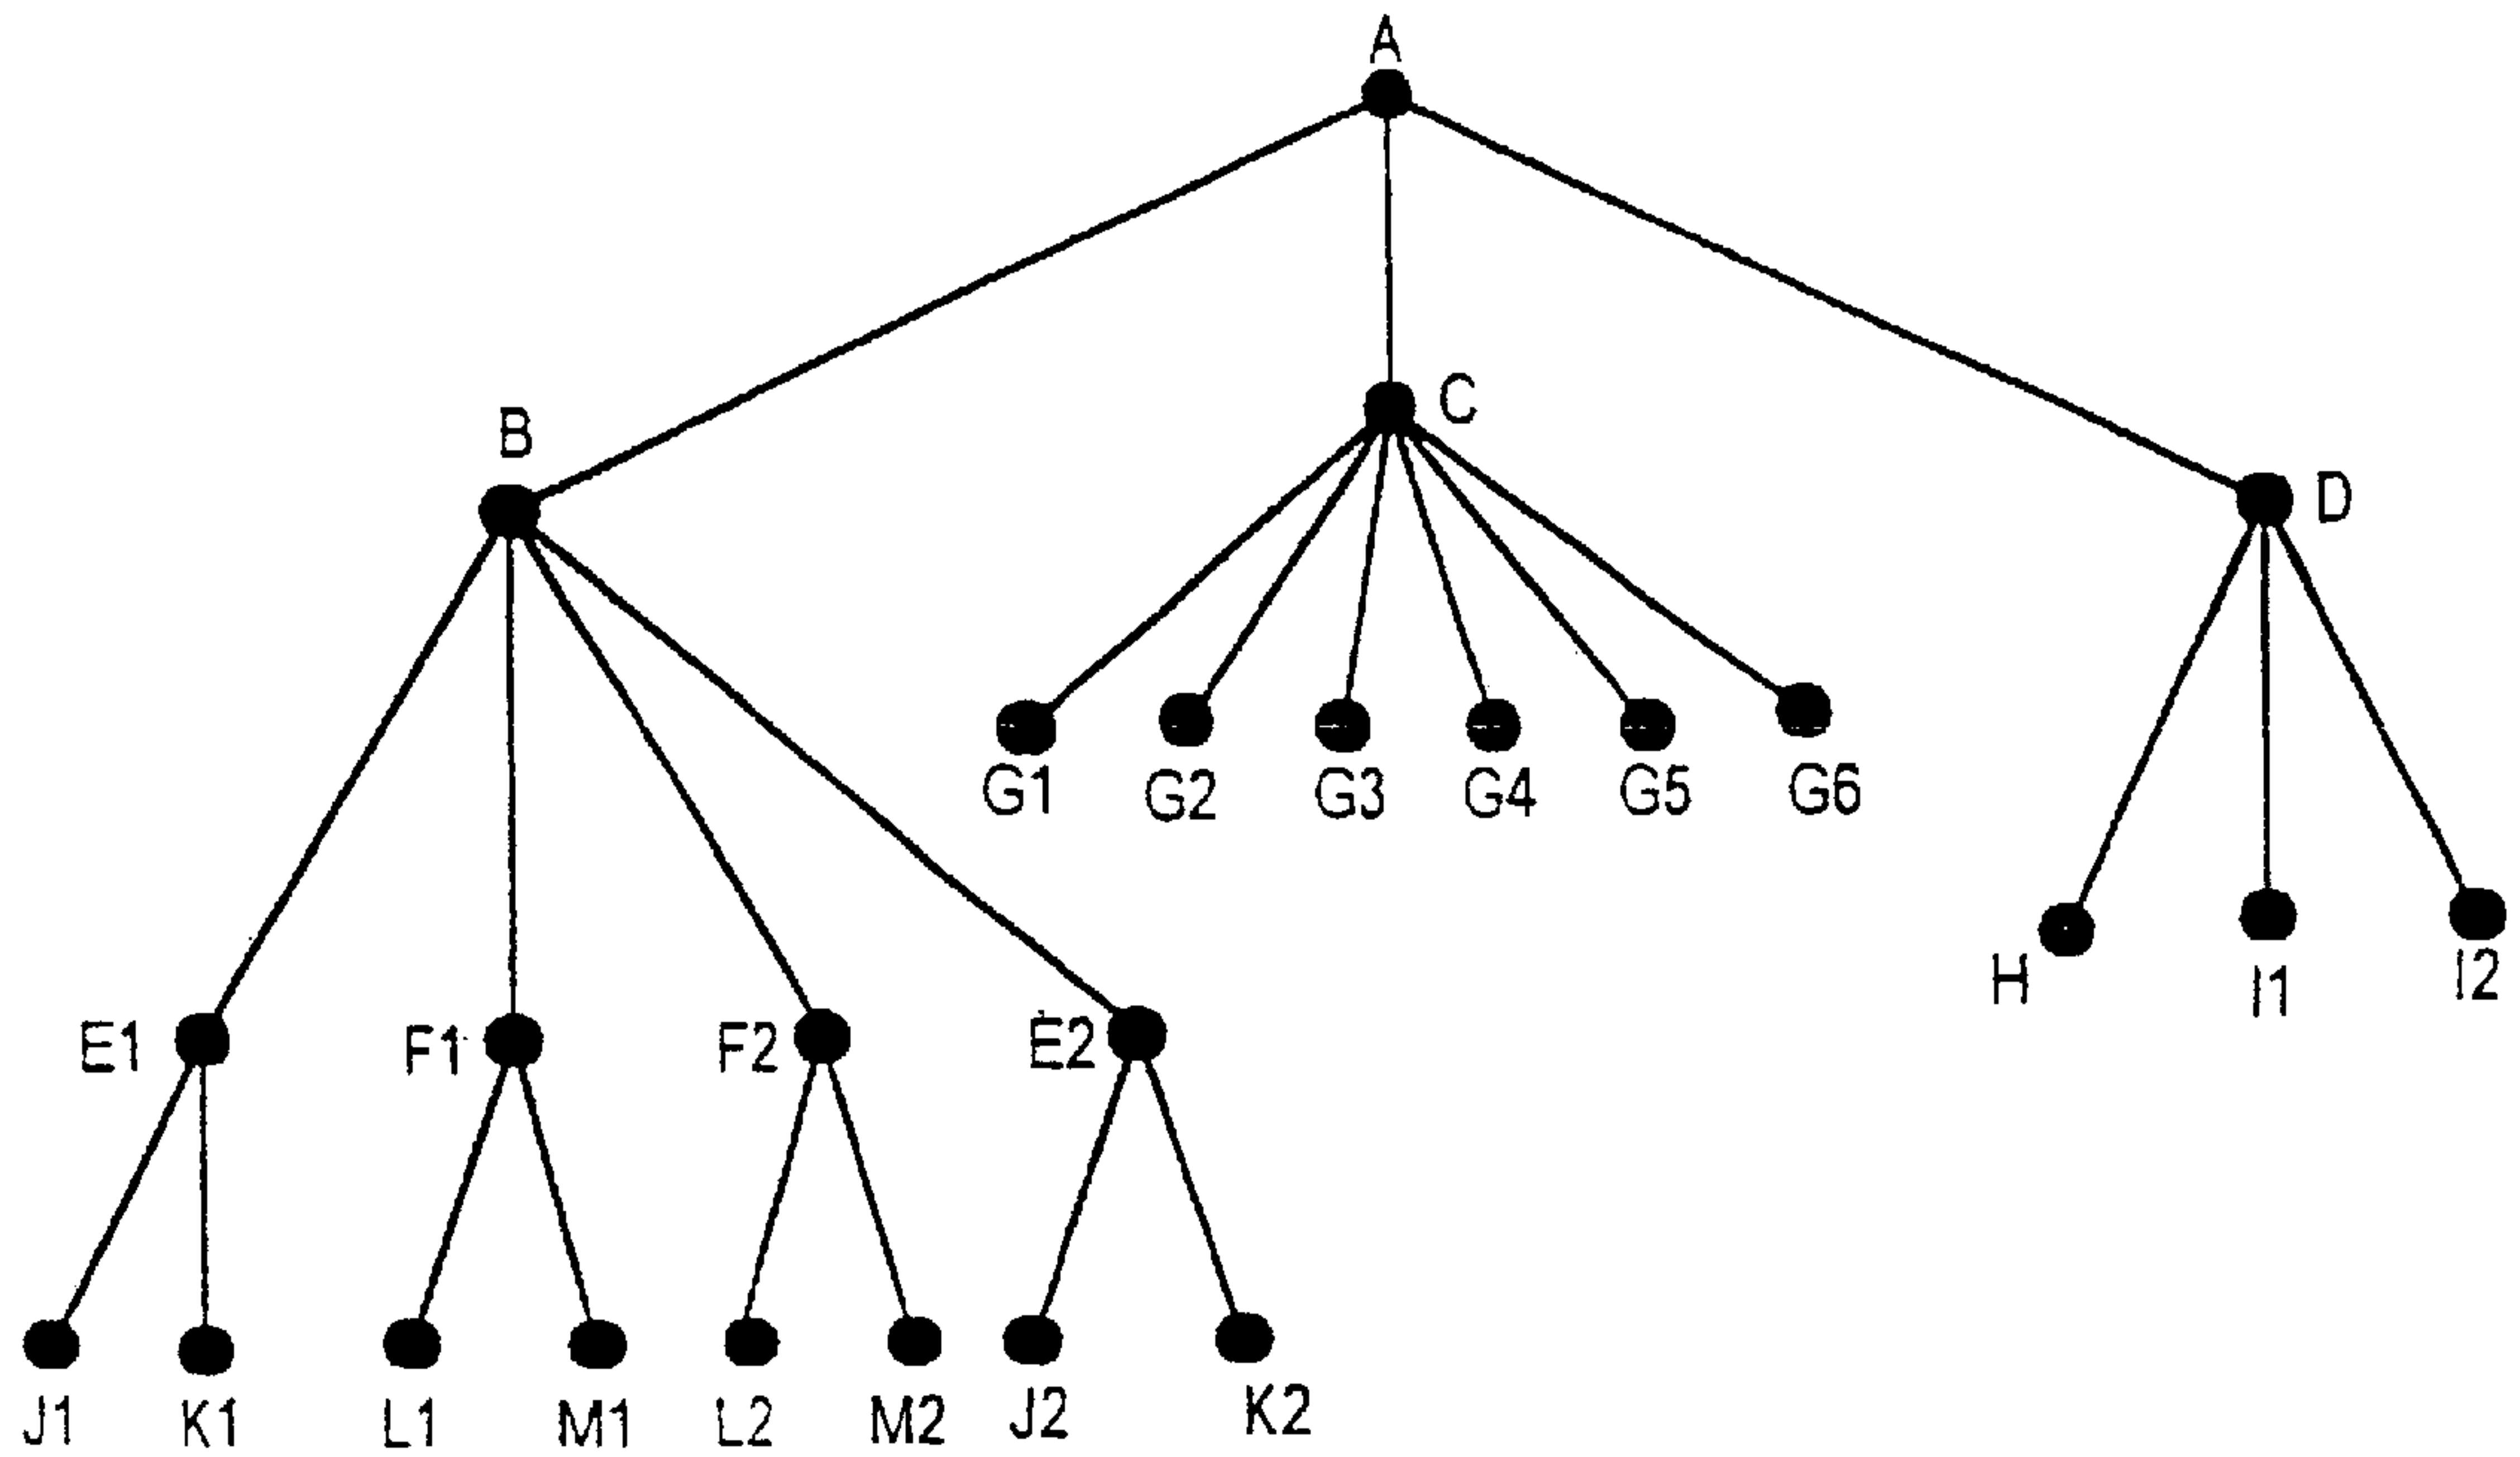 A
B
C
D
G1 G2 G3 G4 G5 G6
H I1 I2
E1 F1 F2 E2
J1 K1 L1 M1 L2 M2 J2 K2